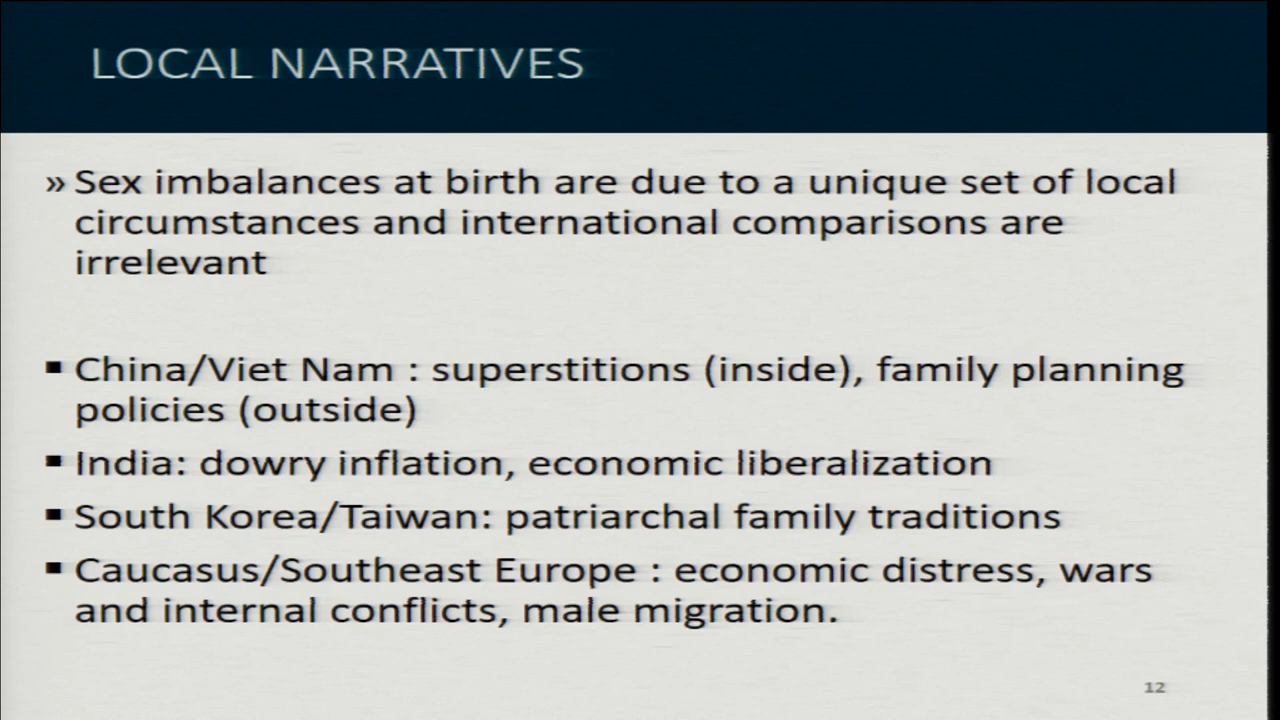 LOCAL NARRATIVES
» Sex imbalances at birth are due to a unique set of local
circumstances and international comparisons are
irrelevant
▪ China/Viet Nam : superstitions (inside), family planning
policies (outside)
▪ India: dowry inflation, economic liberalization
▪ South Korea/Taiwan: patriarchal family traditions
▪ Caucasus/Southeast Europe : economic distress, wars
and internal conflicts, male migration.
12